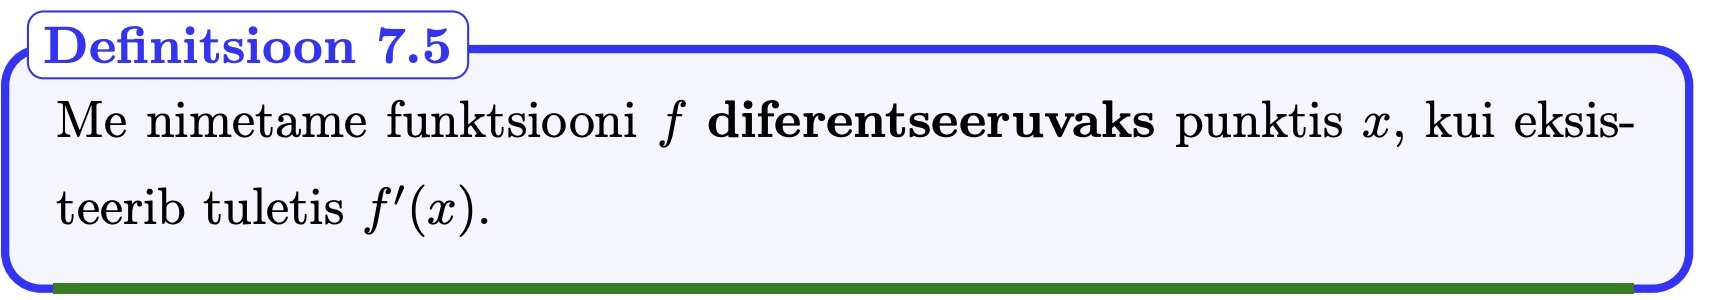 Definitsioon 7.5
Me nimetame funktsiooni f diferentseeruvaks punktis x, kui eksis-
teerib tuletis f′(x).